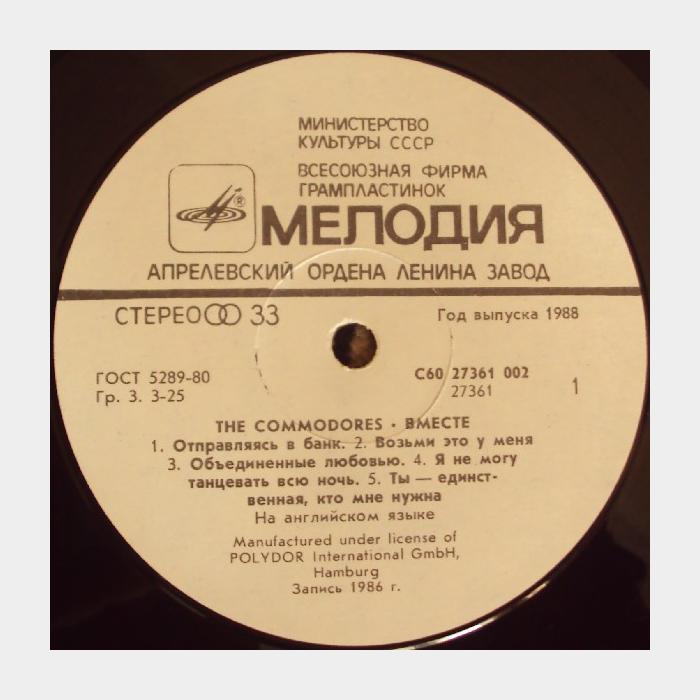 МИНИСТЕРСТВО
КУЛЬТУРЫ СССР
ВСЕСОЮЗНАЯ ФИРМА
ГРАМПЛАСТИНОК
®
МЕЛОДИЯ
АПРЕЛЕВСКИЙ ОРДЕНА ЛЕНИНА ЗАВОД
СТЕРЕО 33
Год выпуска 1988
ГОСТ 5289-80
Гр. 3. 3-25
С60 27361 002
27361
1
THE COMMODORES · ВМЕСТЕ
1. Отправляясь в банк. 2. Возьми это у меня
3. Объединенные любовью. 4. Я не могу
танцевать всю ночь. 5. Ты — единст-
венная, кто мне нужна
На английском языке
Manufactured under license of
POLYDOR International GmbH,
Hamburg
Запись 1986 г.